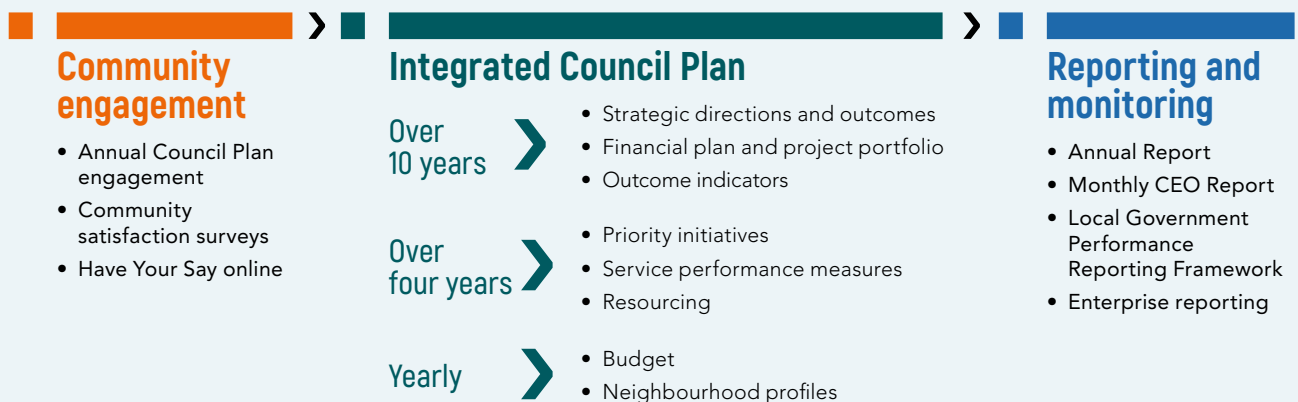 Community
engagement
• Annual Council Plan
engagement
• Community
satisfaction surveys
• Have Your Say online
Integrated Council Plan
Over
10 years
• Strategic directions and outcomes
• Financial plan and project portfolio
• Outcome indicators
Over
four years
• Priority initiatives
• Service performance measures
• Resourcing
Yearly
• Budget
• Neighbourhood profiles
Reporting and
monitoring
• Annual Report
• Monthly CEO Report
• Local Government
Performance
Reporting Framework
• Enterprise reporting